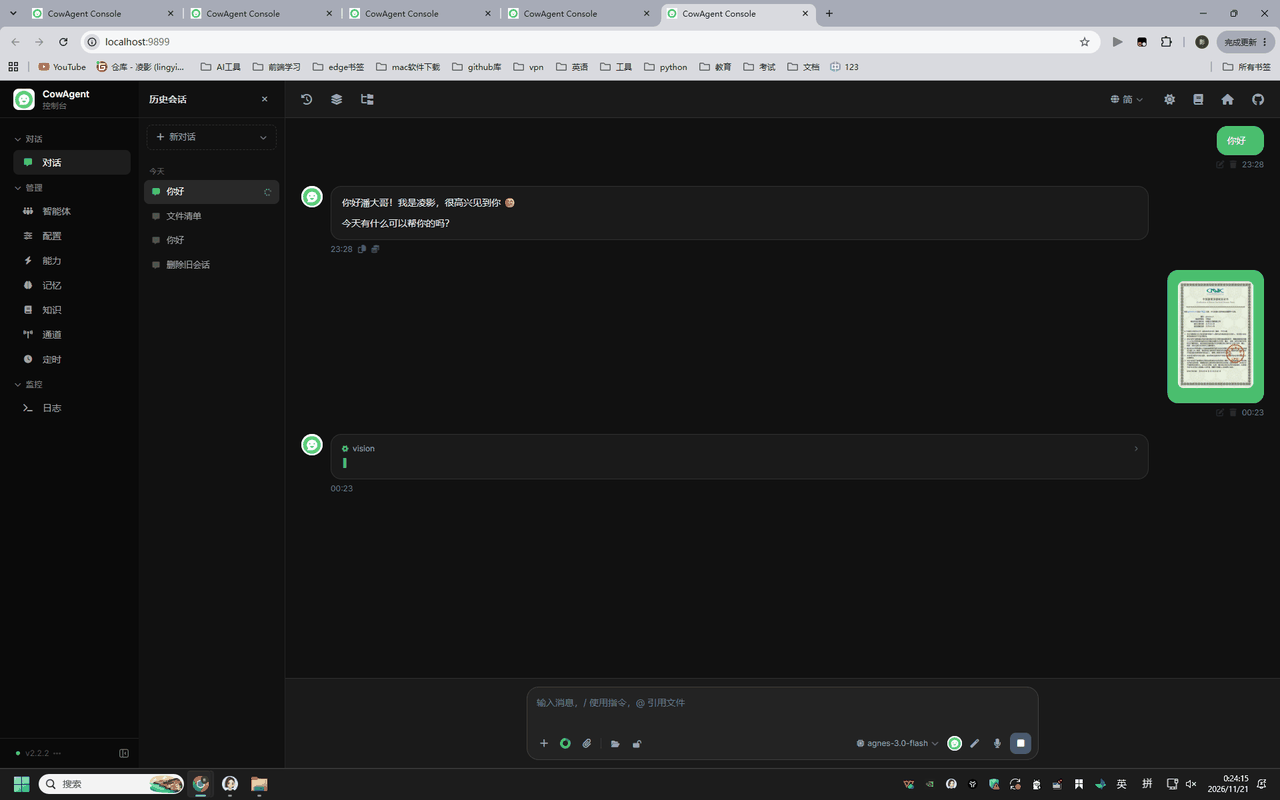 CowAgent Console
CowAgent Console
CowAgent Console
CowAgent Console
CowAgent Console
localhost:9899
完成更新
YouTube
仓库 - 凌影 (lingyi...
AI工具
前端学习
edge书签
mac软件下载
github库
vpn
英语
工具
python
教育
考试
文档
123
所有书签
CowAgent
控制台
对话
对话
管理
智能体
配置
能力
记忆
知识
通道
定时
监控
日志
v2.2.2
历史会话
新对话
今天
你好
文件清单
你好
删除旧会话
简
你好
23:28
你好潘大哥！我是凌影，很高兴见到你
今天有什么可以帮你的吗？
23:28
00:23
vision
00:23
输入消息，/ 使用指令，@ 引用文件
agnes-3.0-flash
搜索
英
拼
0:24:15
2026/11/21